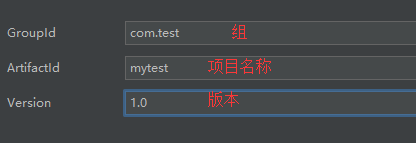 GroupId com.test 组
ArtifactId mytest 项目名称
Version 1.0 版本